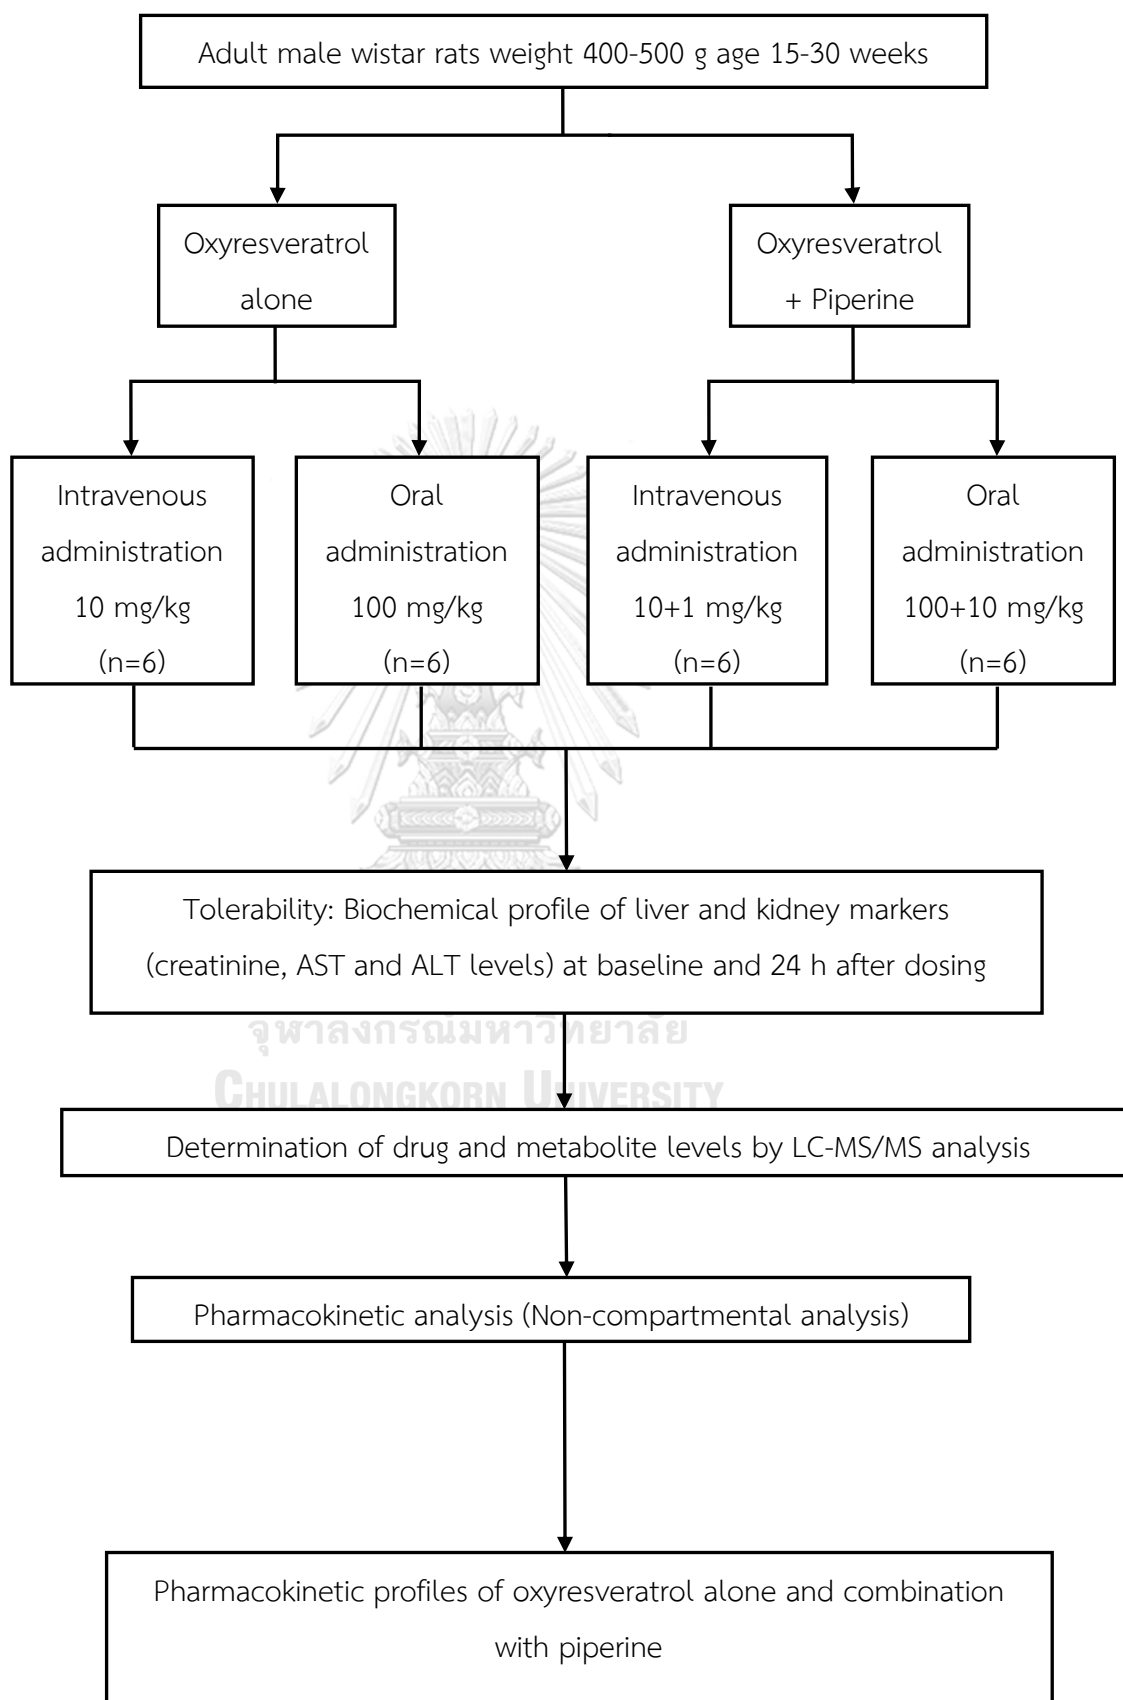 Adult male wistar rats weight 400-500 g age 15-30 weeks
Oxyresveratrol
alone
Oxyresveratrol
+ Piperine
Intravenous
administration
10 mg/kg
(n=6)
Oral
administration
100 mg/kg
(n=6)
Intravenous
administration
10+1 mg/kg
(n=6)
Oral
administration
100+10 mg/kg
(n=6)
Tolerability: Biochemical profile of liver and kidney markers
(creatinine, AST and ALT levels) at baseline and 24 h after dosing
จุฬาลงกรณ์มหาวิทยาลัย
CHULALONGKORN UNIVERSITY
Determination of drug and metabolite levels by LC-MS/MS analysis
Pharmacokinetic analysis (Non-compartmental analysis)
Pharmacokinetic profiles of oxyresveratrol alone and combination
with piperine